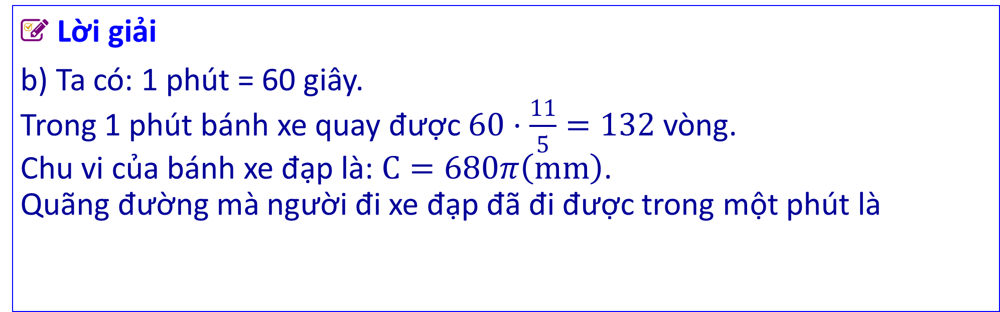 Lời giải
b) Ta có: 1 phút = 60 giây.
Trong 1 phút bánh xe quay được 60 · 11/5 = 132 vòng.
Chu vi của bánh xe đạp là: C = 680𝜋(mm).
Quãng đường mà người đi xe đạp đã đi được trong một phút là